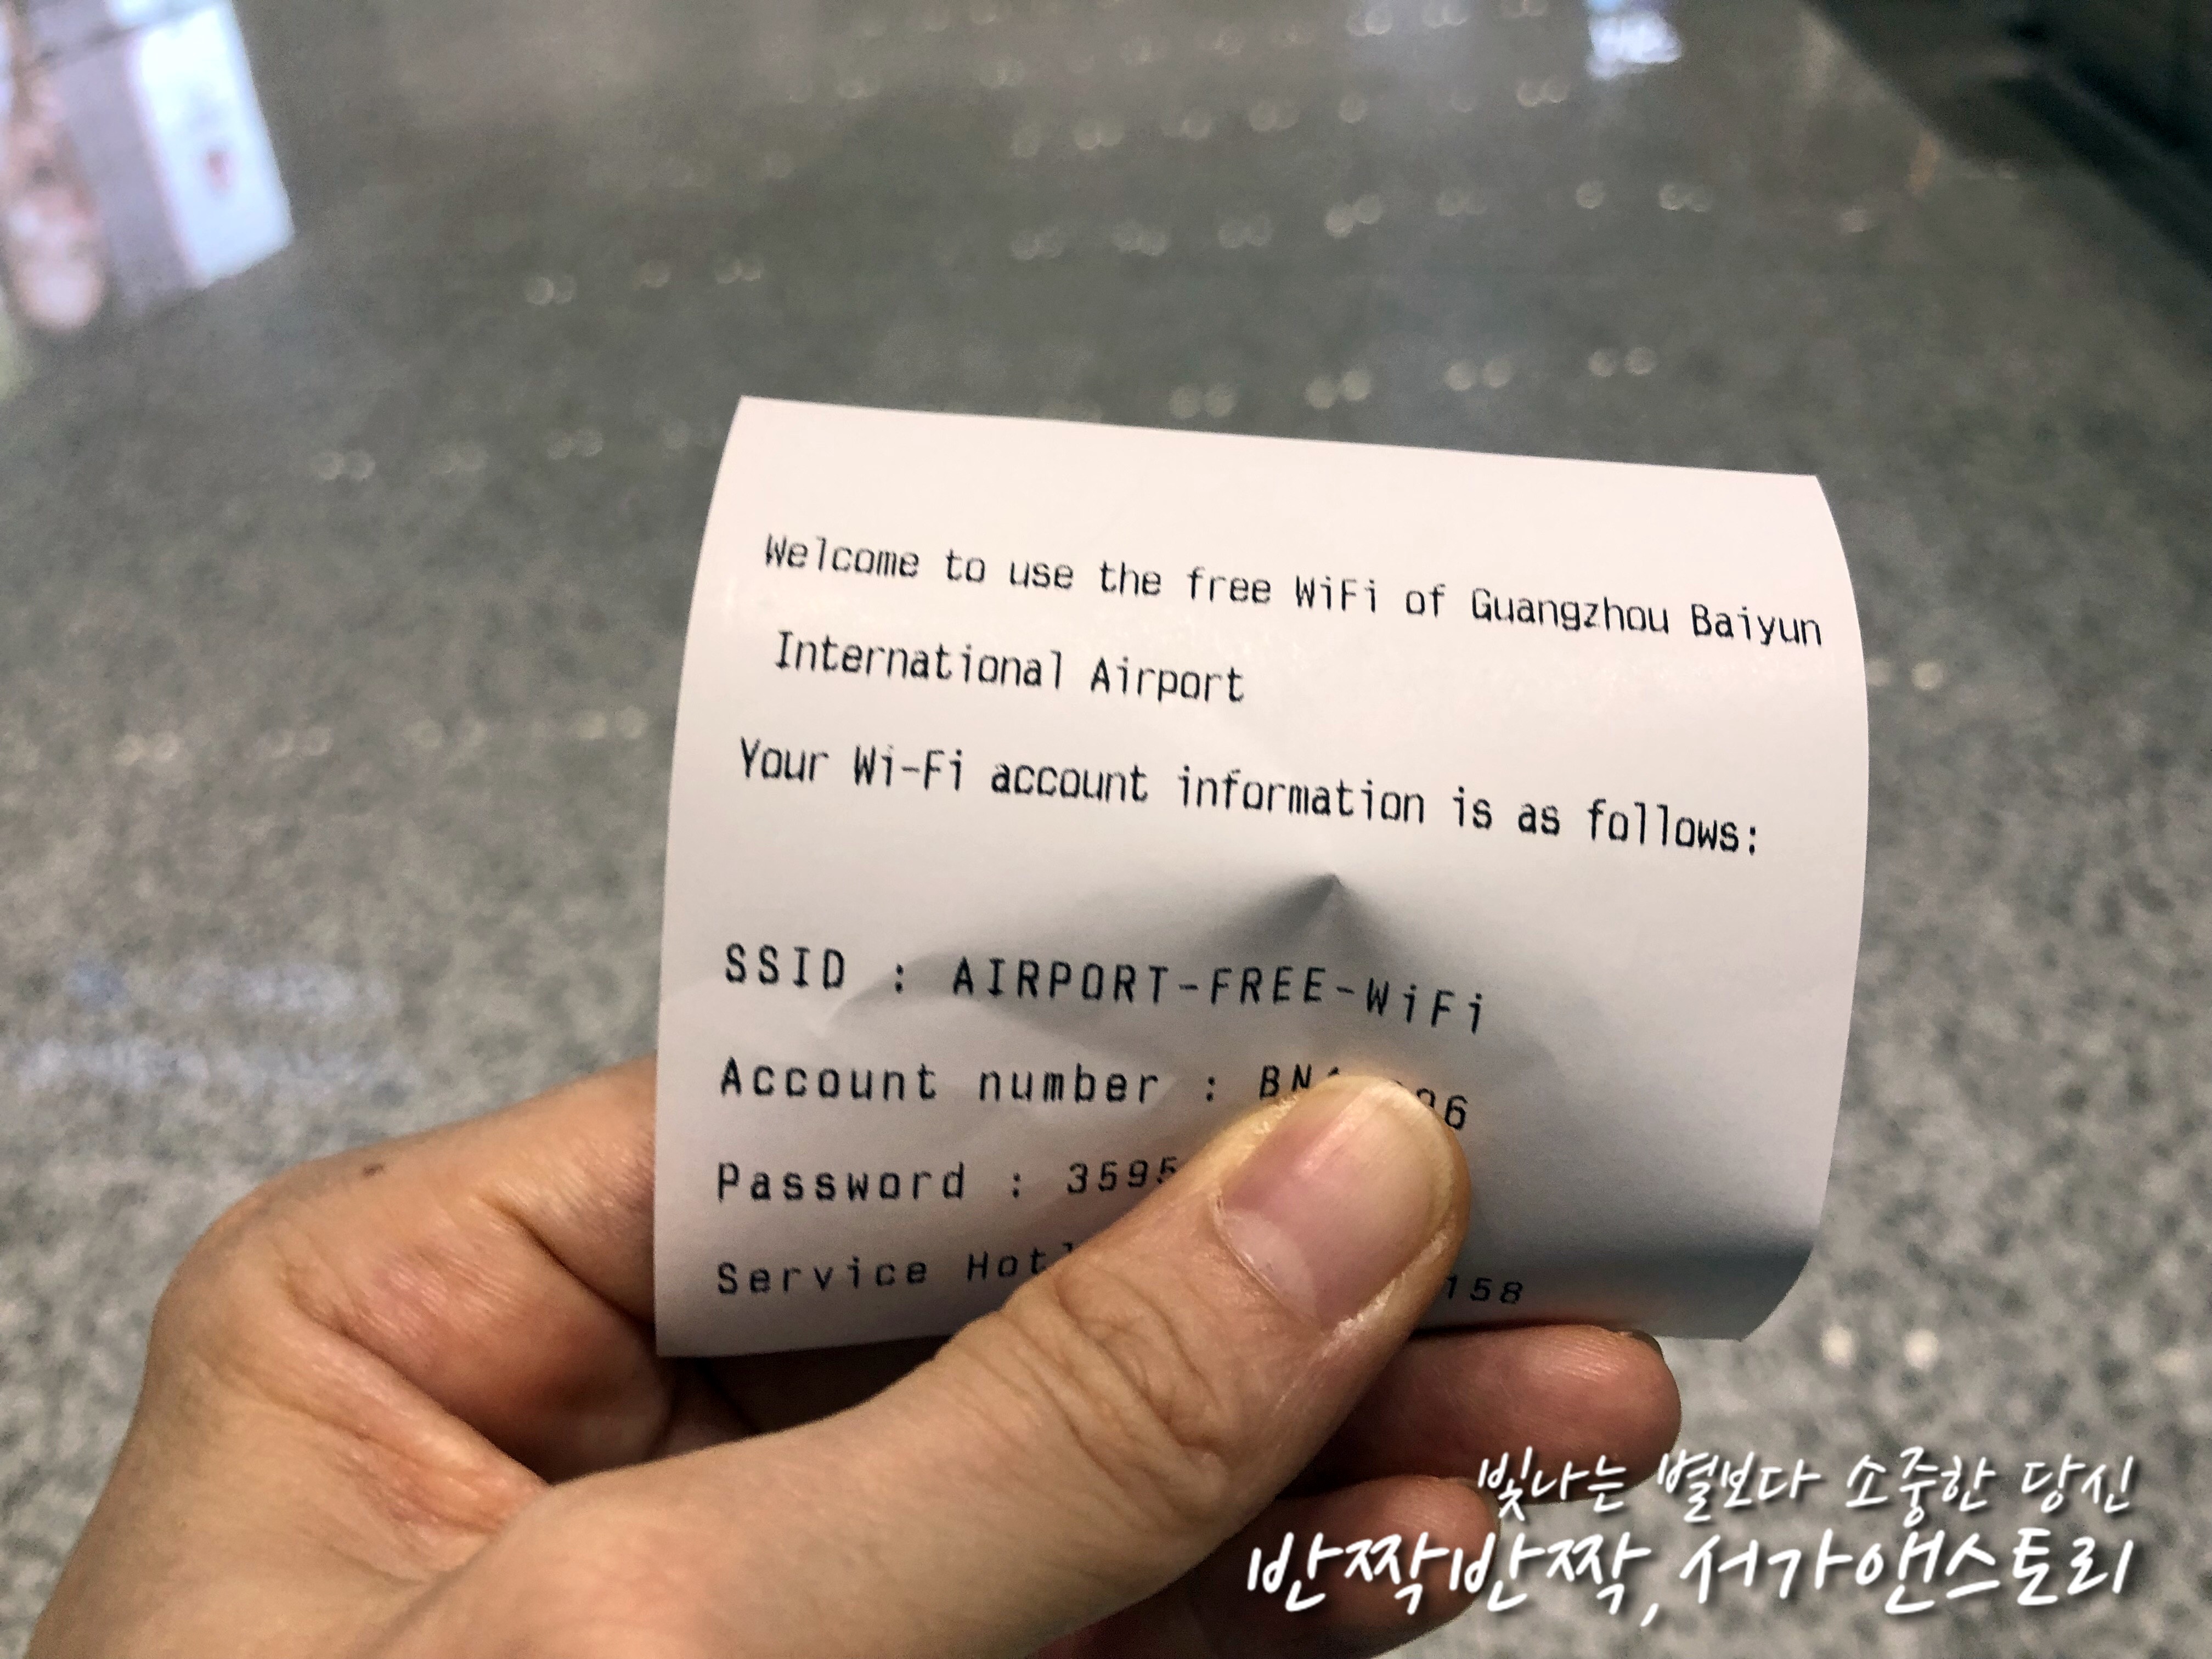 Welcome to use the free WiFi of Guangzhou Baiyun
International Airport
Your Wi-Fi account information is as follows:
SSID : AIRPORT-FREE-WiFi
Account number :
Password :
Service
빛나는 별보다 소중한 당신
반짝반짝, 서가앤스토리